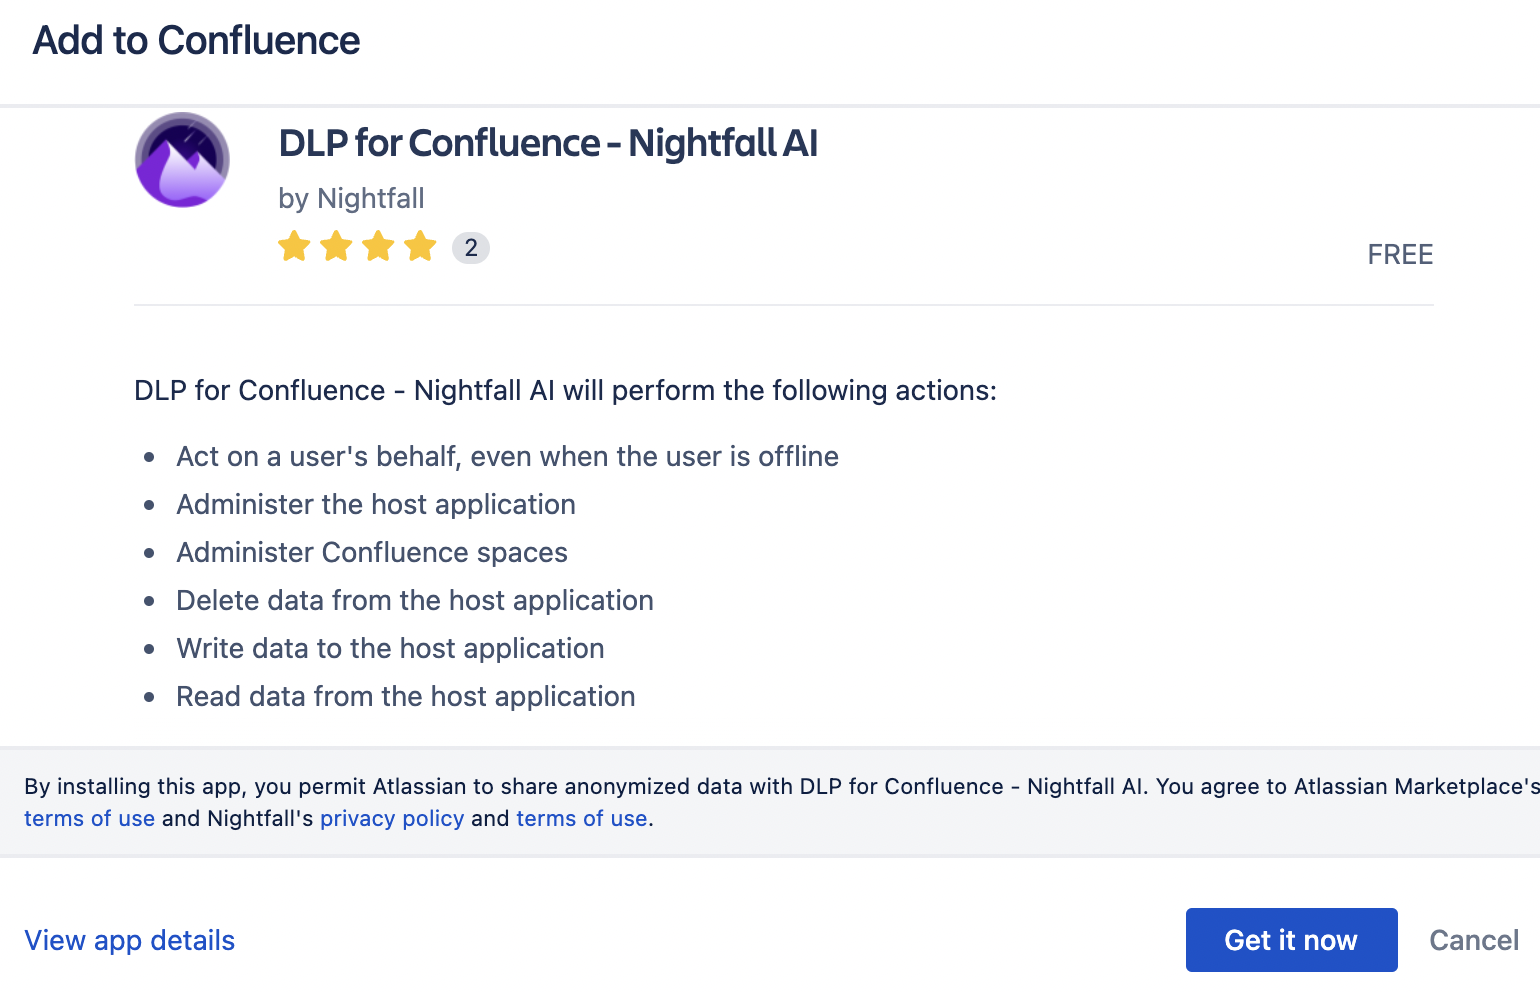 Add to Confluence
DLP for Confluence - Nightfall AI
by Nightfall
2
FREE
DLP for Confluence - Nightfall AI will perform the following actions:
• Act on a user's behalf, even when the user is offline
• Administer the host application
• Administer Confluence spaces
• Delete data from the host application
• Write data to the host application
• Read data from the host application
By installing this app, you permit Atlassian to share anonymized data with DLP for Confluence - Nightfall AI. You agree to Atlassian Marketplace's
terms of use and Nightfall's privacy policy and terms of use.
View app details
Get it now
Cancel